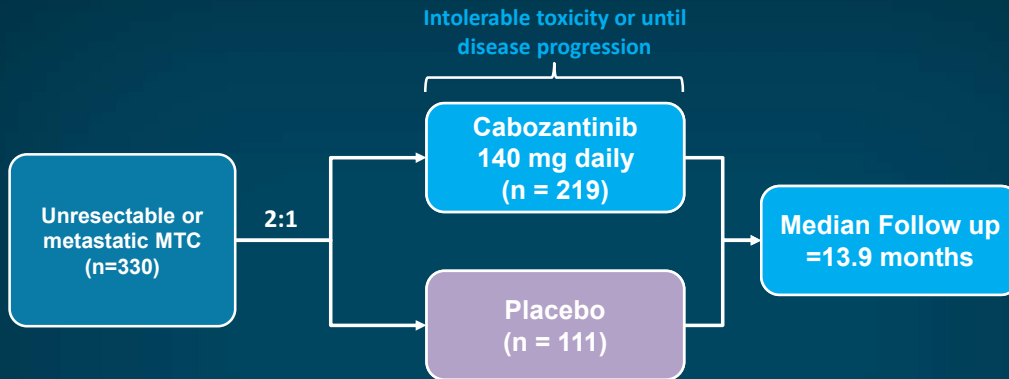 Intolerable toxicity or until
disease progression
Cabozantinib
140 mg daily
(n = 219)
Unresectable or
metastatic MTC
(n=330)
2:1
Median Follow up
=13.9 months
Placebo
(n = 111)